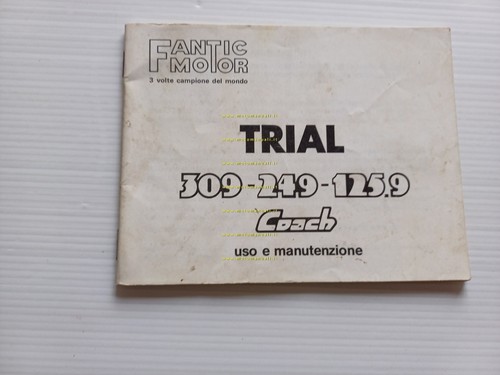 FANTIC
MOTOR
3 volte campione del mondo
TRIAL
309-249-125.9
Coach
uso e manutenzione